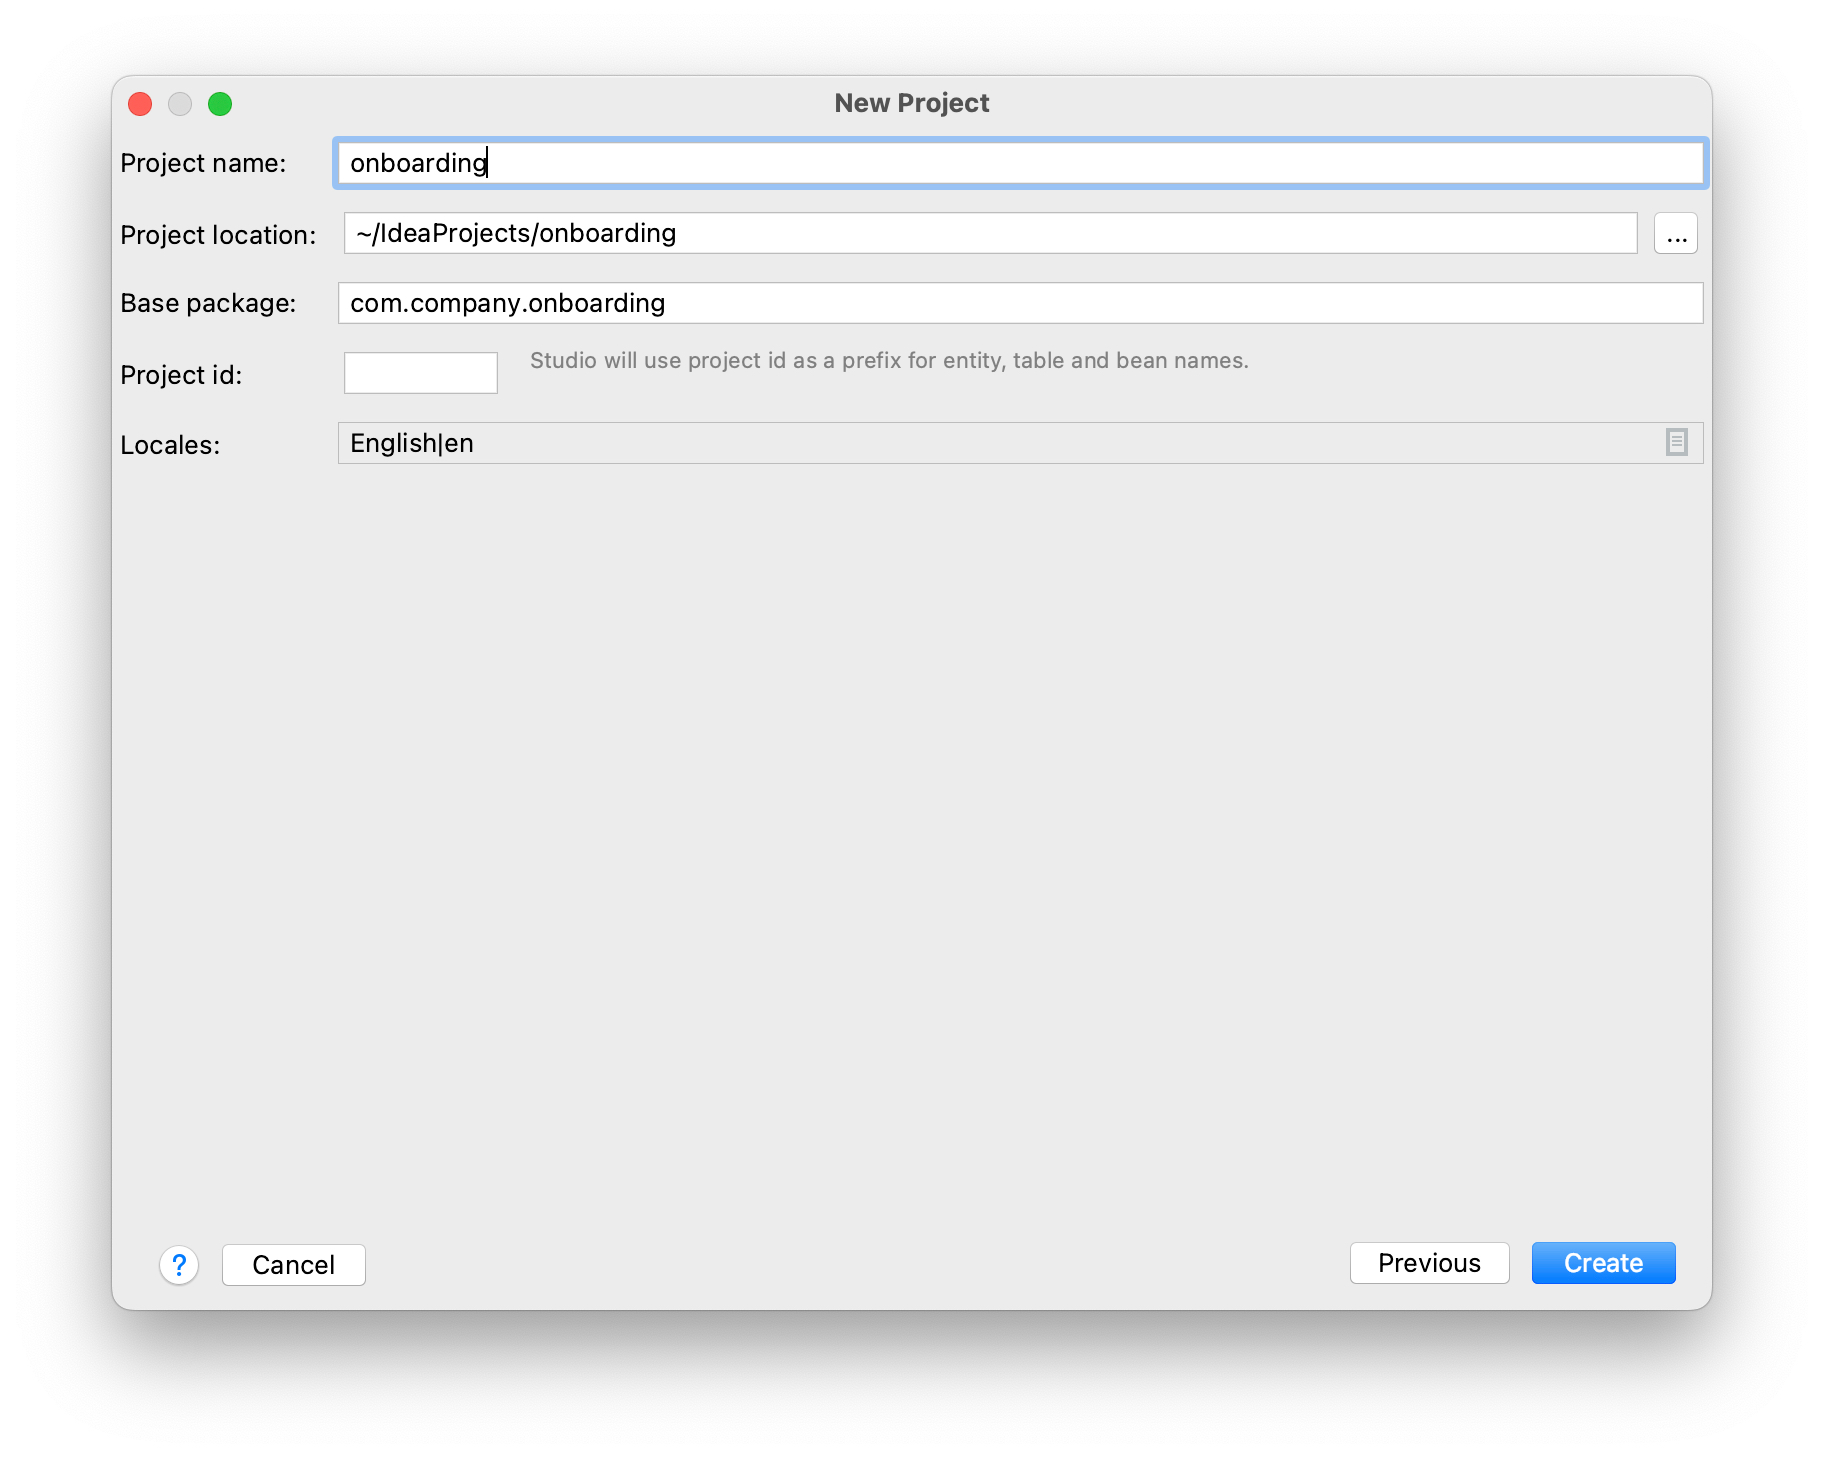 New Project
Project name: onboarding
Project location: ~/IdeaProjects/onboarding ...
Base package: com.company.onboarding
Project id: Studio will use project id as a prefix for entity, table and bean names.
Locales: English|en
? Cancel Previous Create